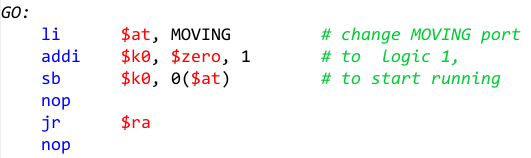 GO:
li $at, MOVING # change MOVING port
addi $k0, $zero, 1 # to logic 1,
sb $k0, 0($at) # to start running
nop
jr $ra
nop